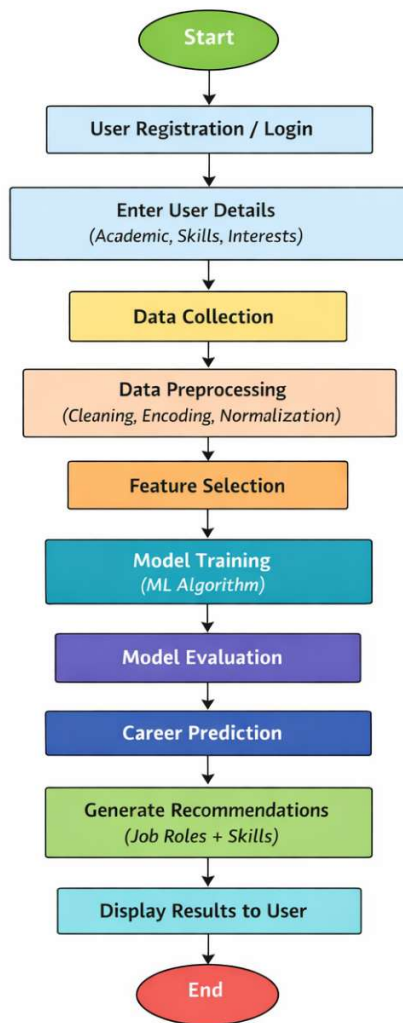 Start
User Registration / Login
Enter User Details
(Academic, Skills, Interests)
Data Collection
Data Preprocessing
(Cleaning, Encoding, Normalization)
Feature Selection
Model Training
(ML Algorithm)
Model Evaluation
Career Prediction
Generate Recommendations
(Job Roles + Skills)
Display Results to User
End